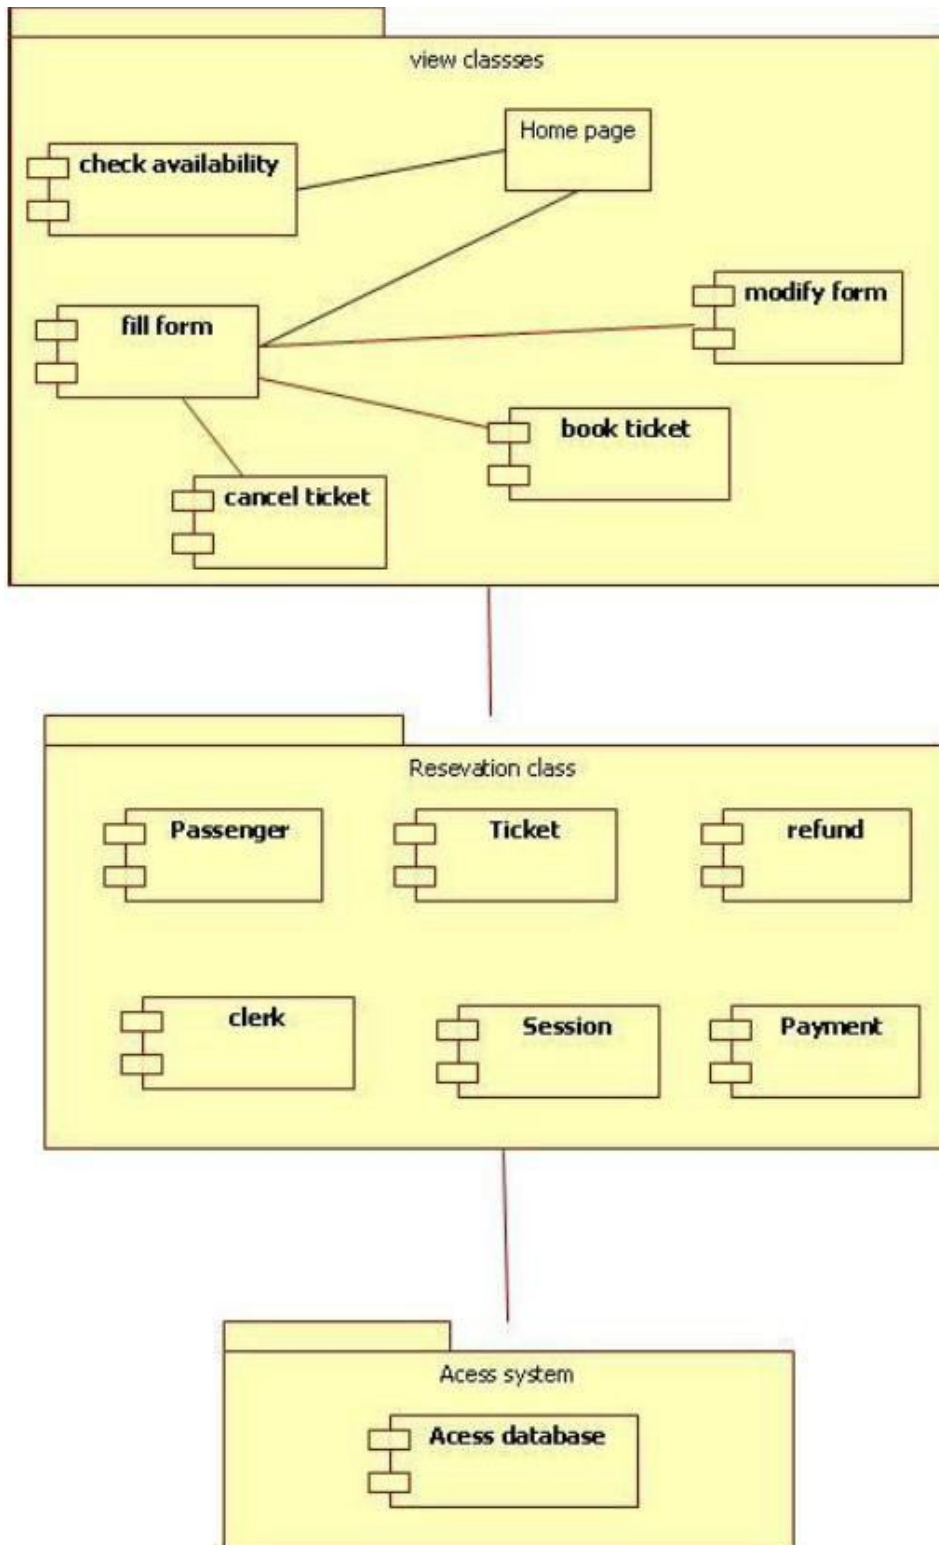 view classses
Home page
check availability
modify form
fill form
book ticket
cancel ticket
Resevation class
Passenger
Ticket
refund
clerk
Session
Payment
Acess system
Acess database